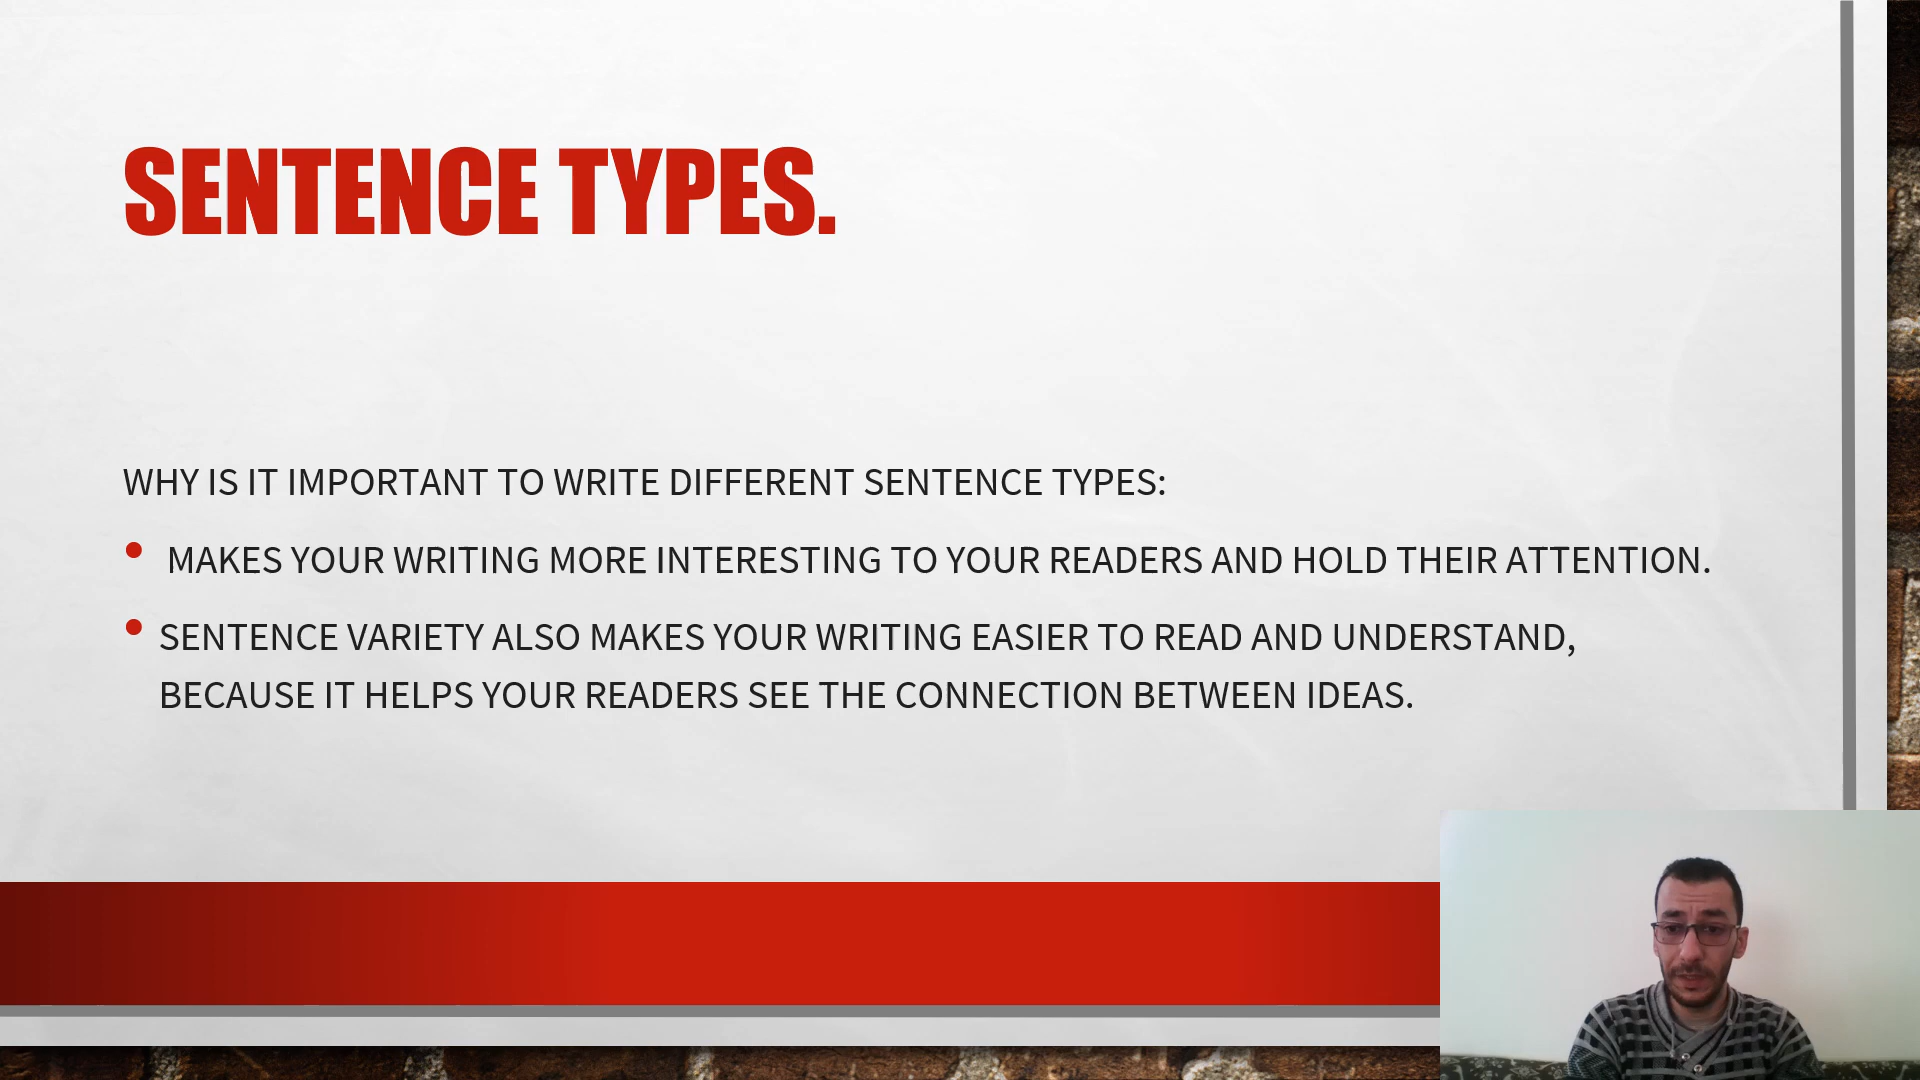 SENTENCE TYPES.
WHY IS IT IMPORTANT TO WRITE DIFFERENT SENTENCE TYPES:
• MAKES YOUR WRITING MORE INTERESTING TO YOUR READERS AND HOLD THEIR ATTENTION.
• SENTENCE VARIETY ALSO MAKES YOUR WRITING EASIER TO READ AND UNDERSTAND,
BECAUSE IT HELPS YOUR READERS SEE THE CONNECTION BETWEEN IDEAS.